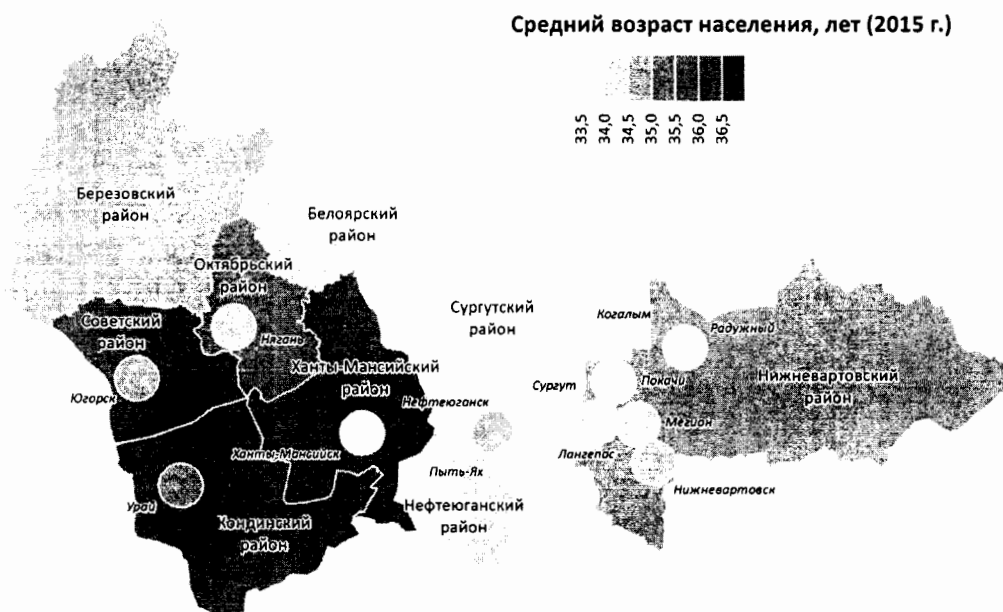 Средний возраст населения, лет (2015 г.)
33,5
34,0
34,5
35,0
35,5
36,0
36,5
Березовский
район
Белоярский
район
Октябрьский
район
Сургутский
район
Когалым
Радужный
Советский
район
Нягань
Ханты-Мансийский
район
Сургут
Покачи
Нижневартовский
район
Югорск
Нефтеюганск
Мегион
Ханты-Мансийск
Лангепас
Пыть-Ях
Нижневартовск
Урай
Нефтеюганский
район
Кондинский
район